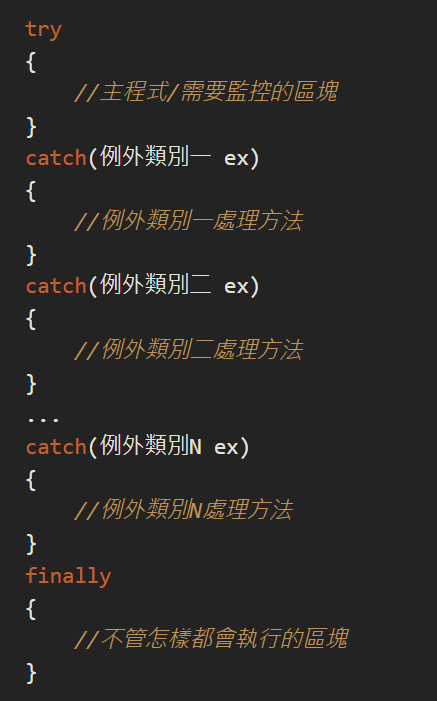 try
{
    //主程式/需要監控的區塊
}
catch(例外類別一 ex)
{
    //例外類別一處理方法
}
catch(例外類別二 ex)
{
    //例外類別二處理方法
}
...
catch(例外類別N ex)
{
    //例外類別N處理方法
}
finally
{
    //不管怎樣都會執行的區塊
}